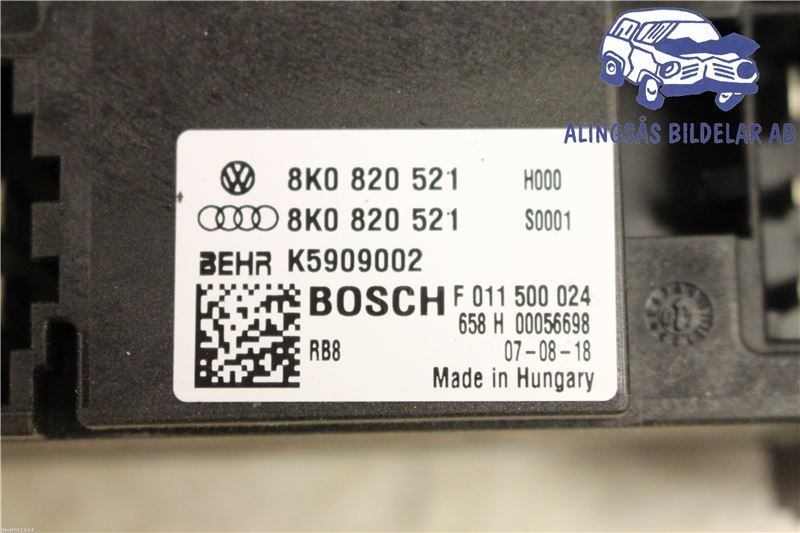 ALINGSÅS BILDELAR AB
8K0 820 521 H000
8K0 820 521 S0001
BEHR K5909002
BOSCH F 011 500 024
658 H 00056698
RB8 07-08-18
Made in Hungary